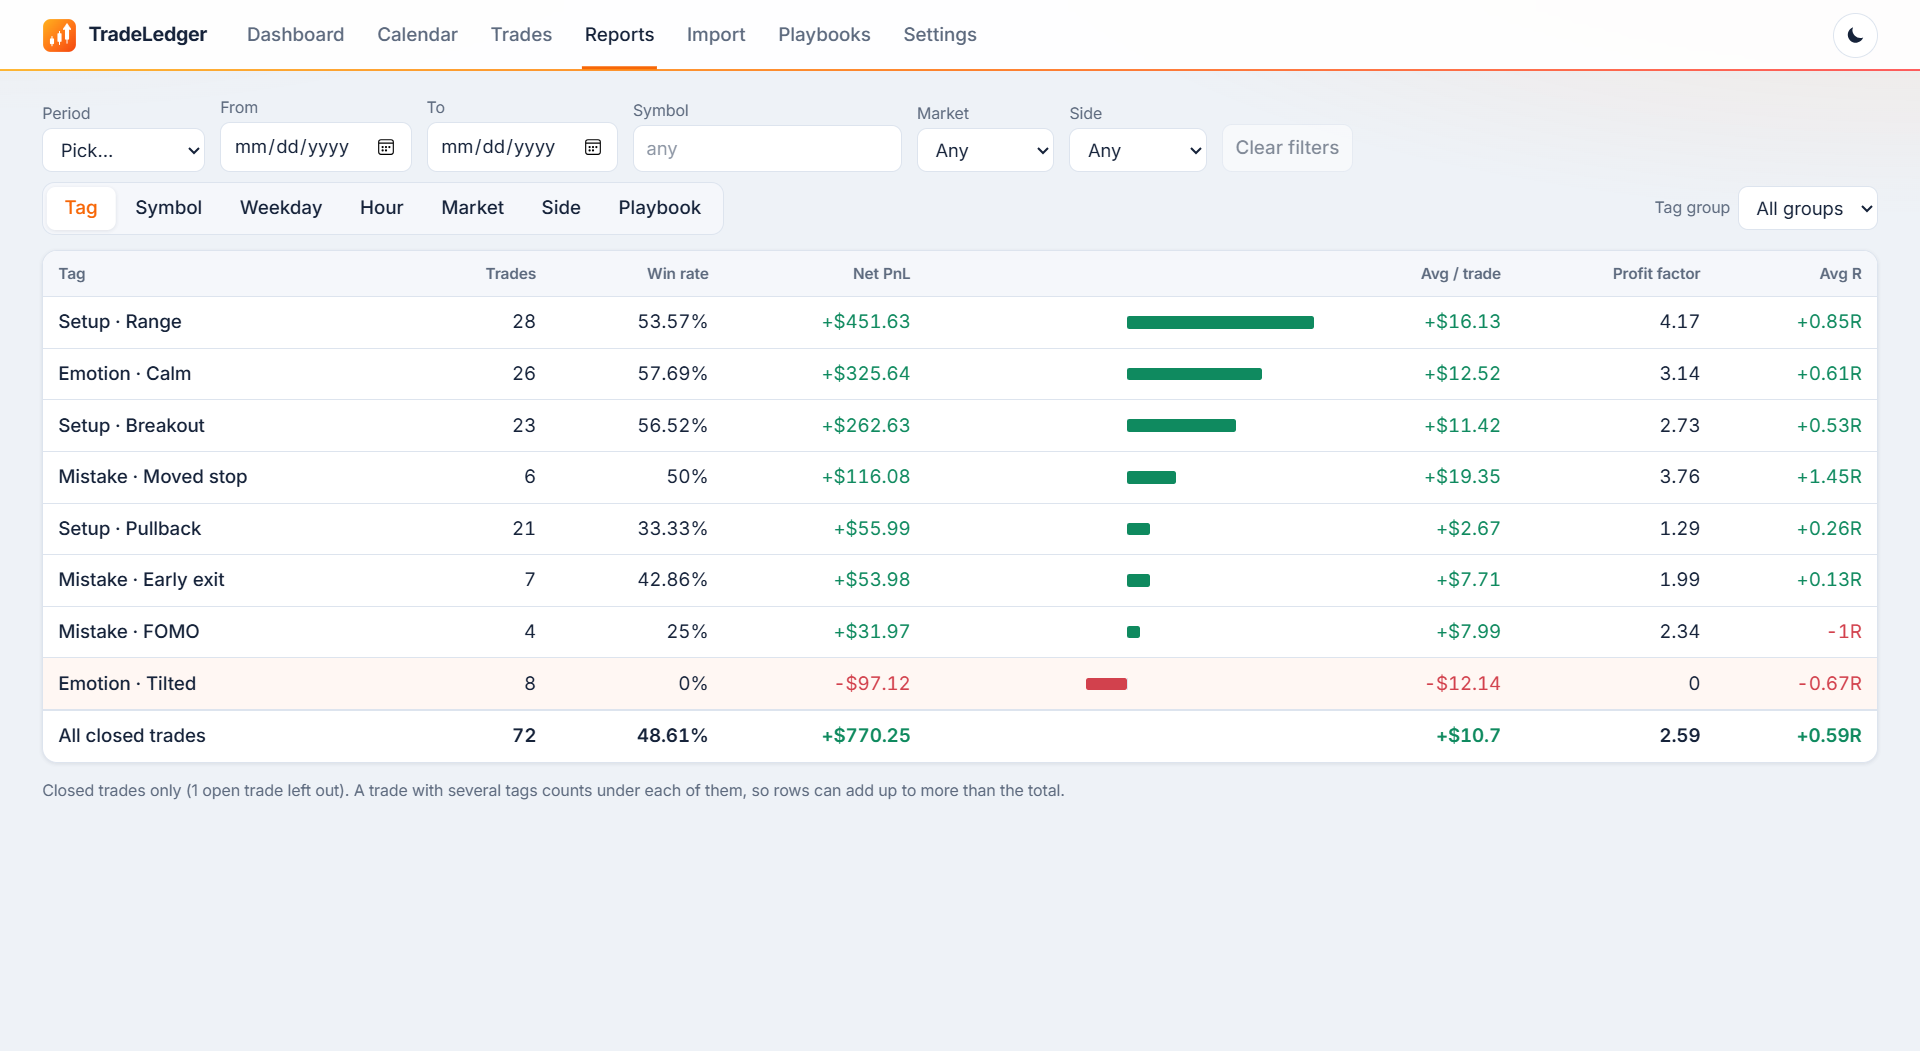 TradeLedger Dashboard Calendar Trades Reports Import Playbooks Settings
Period From To Symbol Market Side
Pick... mm/dd/yyyy mm/dd/yyyy any Any Any Clear filters
Tag Symbol Weekday Hour Market Side Playbook Tag group All groups
Tag Trades Win rate Net PnL Avg / trade Profit factor Avg R
Setup · Range 28 53.57% +$451.63 +$16.13 4.17 +0.85R
Emotion · Calm 26 57.69% +$325.64 +$12.52 3.14 +0.61R
Setup · Breakout 23 56.52% +$262.63 +$11.42 2.73 +0.53R
Mistake · Moved stop 6 50% +$116.08 +$19.35 3.76 +1.45R
Setup · Pullback 21 33.33% +$55.99 +$2.67 1.29 +0.26R
Mistake · Early exit 7 42.86% +$53.98 +$7.71 1.99 +0.13R
Mistake · FOMO 4 25% +$31.97 +$7.99 2.34 -1R
Emotion · Tilted 8 0% -$97.12 -$12.14 0 -0.67R
All closed trades 72 48.61% +$770.25 +$10.7 2.59 +0.59R
Closed trades only (1 open trade left out). A trade with several tags counts under each of them, so rows can add up to more than the total.